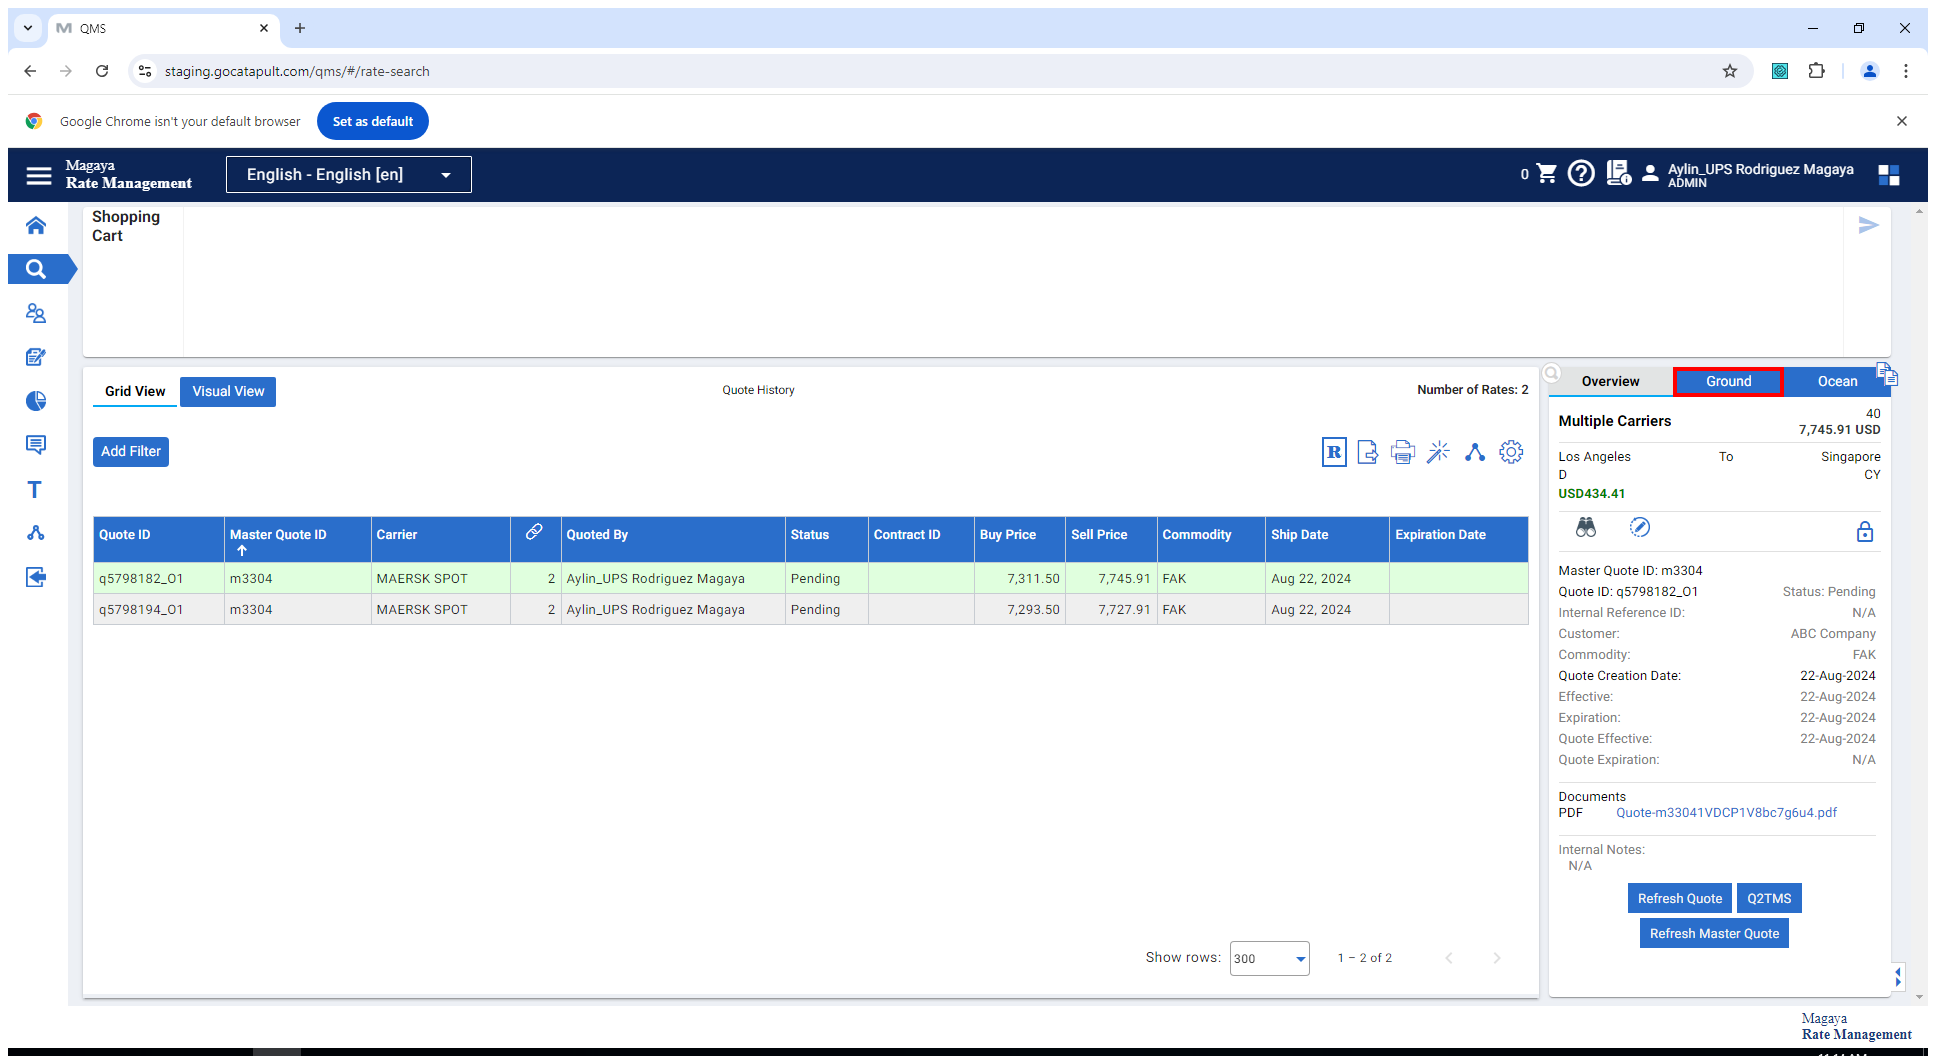 QMS
staging.gocatapult.com/qms/#/rate-search
Google Chrome isn't your default browser
Set as default
Magaya
Rate Management
English - English [en]
0
Aylin_UPS Rodriguez Magaya
ADMIN
Shopping
Cart
Grid View
Visual View
Quote History
Number of Rates: 2
Add Filter
R
Quote ID Master Quote ID Carrier Quoted By Status Contract ID Buy Price Sell Price Commodity Ship Date Expiration Date
q5798182_O1 m3304 MAERSK SPOT 2 Aylin_UPS Rodriguez Magaya Pending 7,311.50 7,745.91 FAK Aug 22, 2024
q5798194_O1 m3304 MAERSK SPOT 2 Aylin_UPS Rodriguez Magaya Pending 7,293.50 7,727.91 FAK Aug 22, 2024
Show rows: 300 1 – 2 of 2
Overview Ground Ocean
Multiple Carriers 40
7,745.91 USD
Los Angeles To Singapore
D CY
USD434.41
Master Quote ID: m3304
Quote ID: q5798182_O1 Status: Pending
Internal Reference ID: N/A
Customer: ABC Company
Commodity: FAK
Quote Creation Date: 22-Aug-2024
Effective: 22-Aug-2024
Expiration: 22-Aug-2024
Quote Effective: 22-Aug-2024
Quote Expiration: N/A
Documents
PDF Quote-m33041VDCP1V8bc7g6u4.pdf
Internal Notes:
N/A
Refresh Quote Q2TMS
Refresh Master Quote
T
Magaya
Rate Management